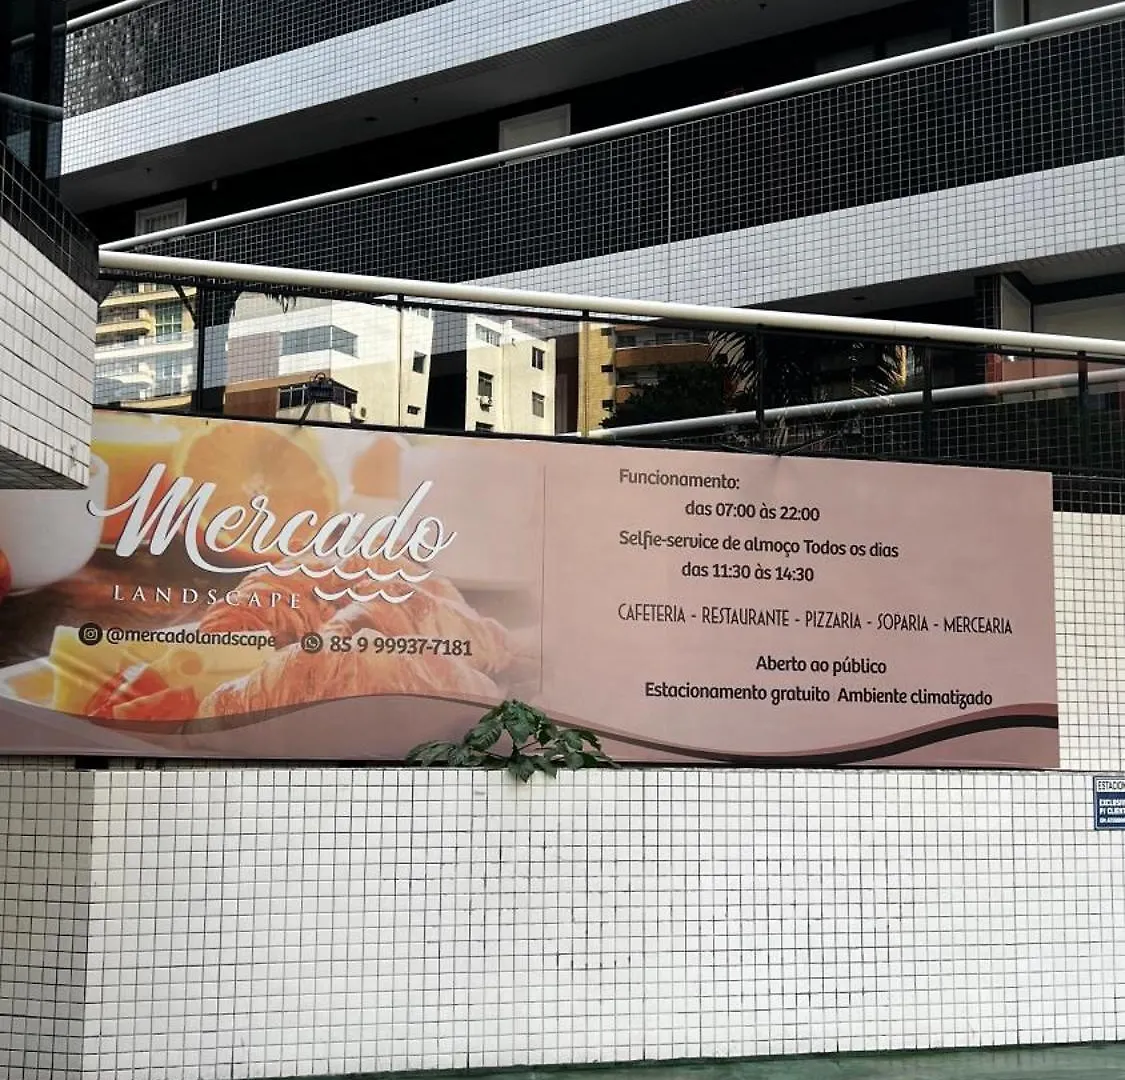 Mercado
LANDSCAPE
@mercadolandscape 85 9 99937-7181
Funcionamento:
das 07:00 às 22:00
Selfie-service de almoço Todos os dias
das 11:30 às 14:30
CAFETERIA - RESTAURANTE - PIZZARIA - SOPARIA - MERCEARIA
Aberto ao público
Estacionamento gratuito Ambiente climatizado